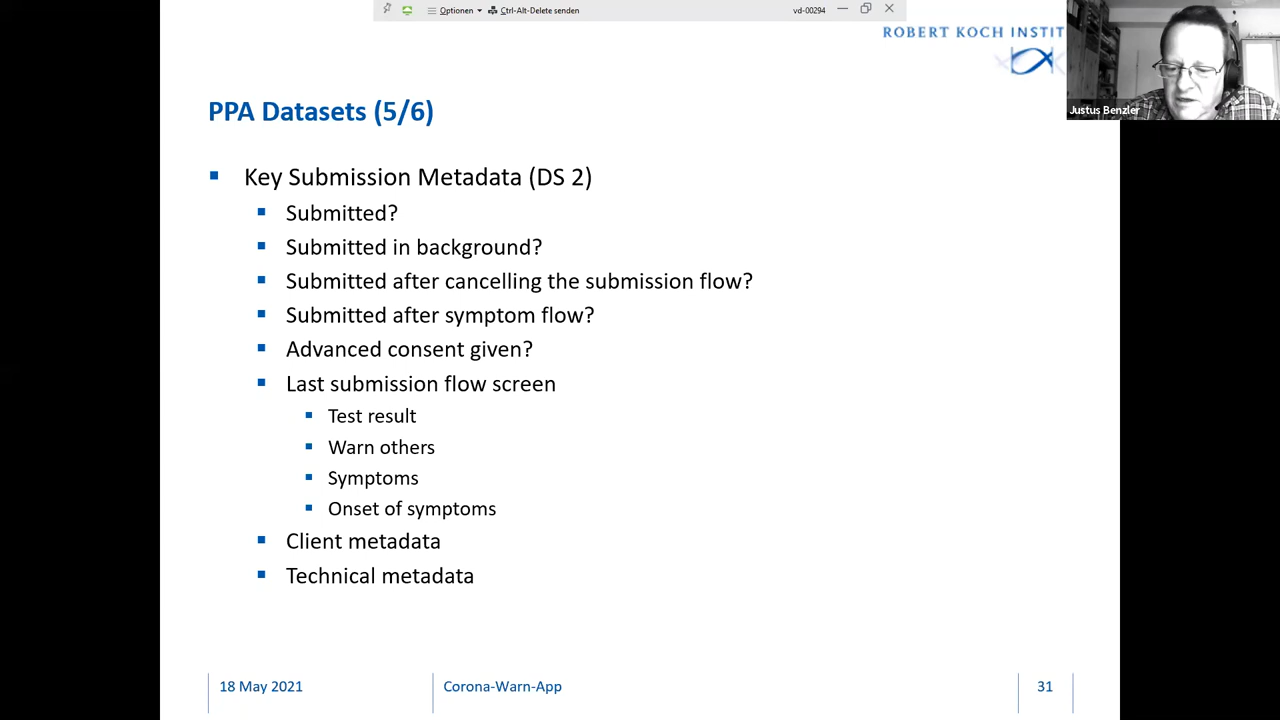 Optionen
Ctrl-Alt-Delete senden
vd-00294
ROBERT KOCH INSTIT
Justus Benzler
PPA Datasets (5/6)
Key Submission Metadata (DS 2)
Submitted?
Submitted in background?
Submitted after cancelling the submission flow?
Submitted after symptom flow?
Advanced consent given?
Last submission flow screen
Test result
Warn others
Symptoms
Onset of symptoms
Client metadata
Technical metadata
18 May 2021
Corona-Warn-App
31